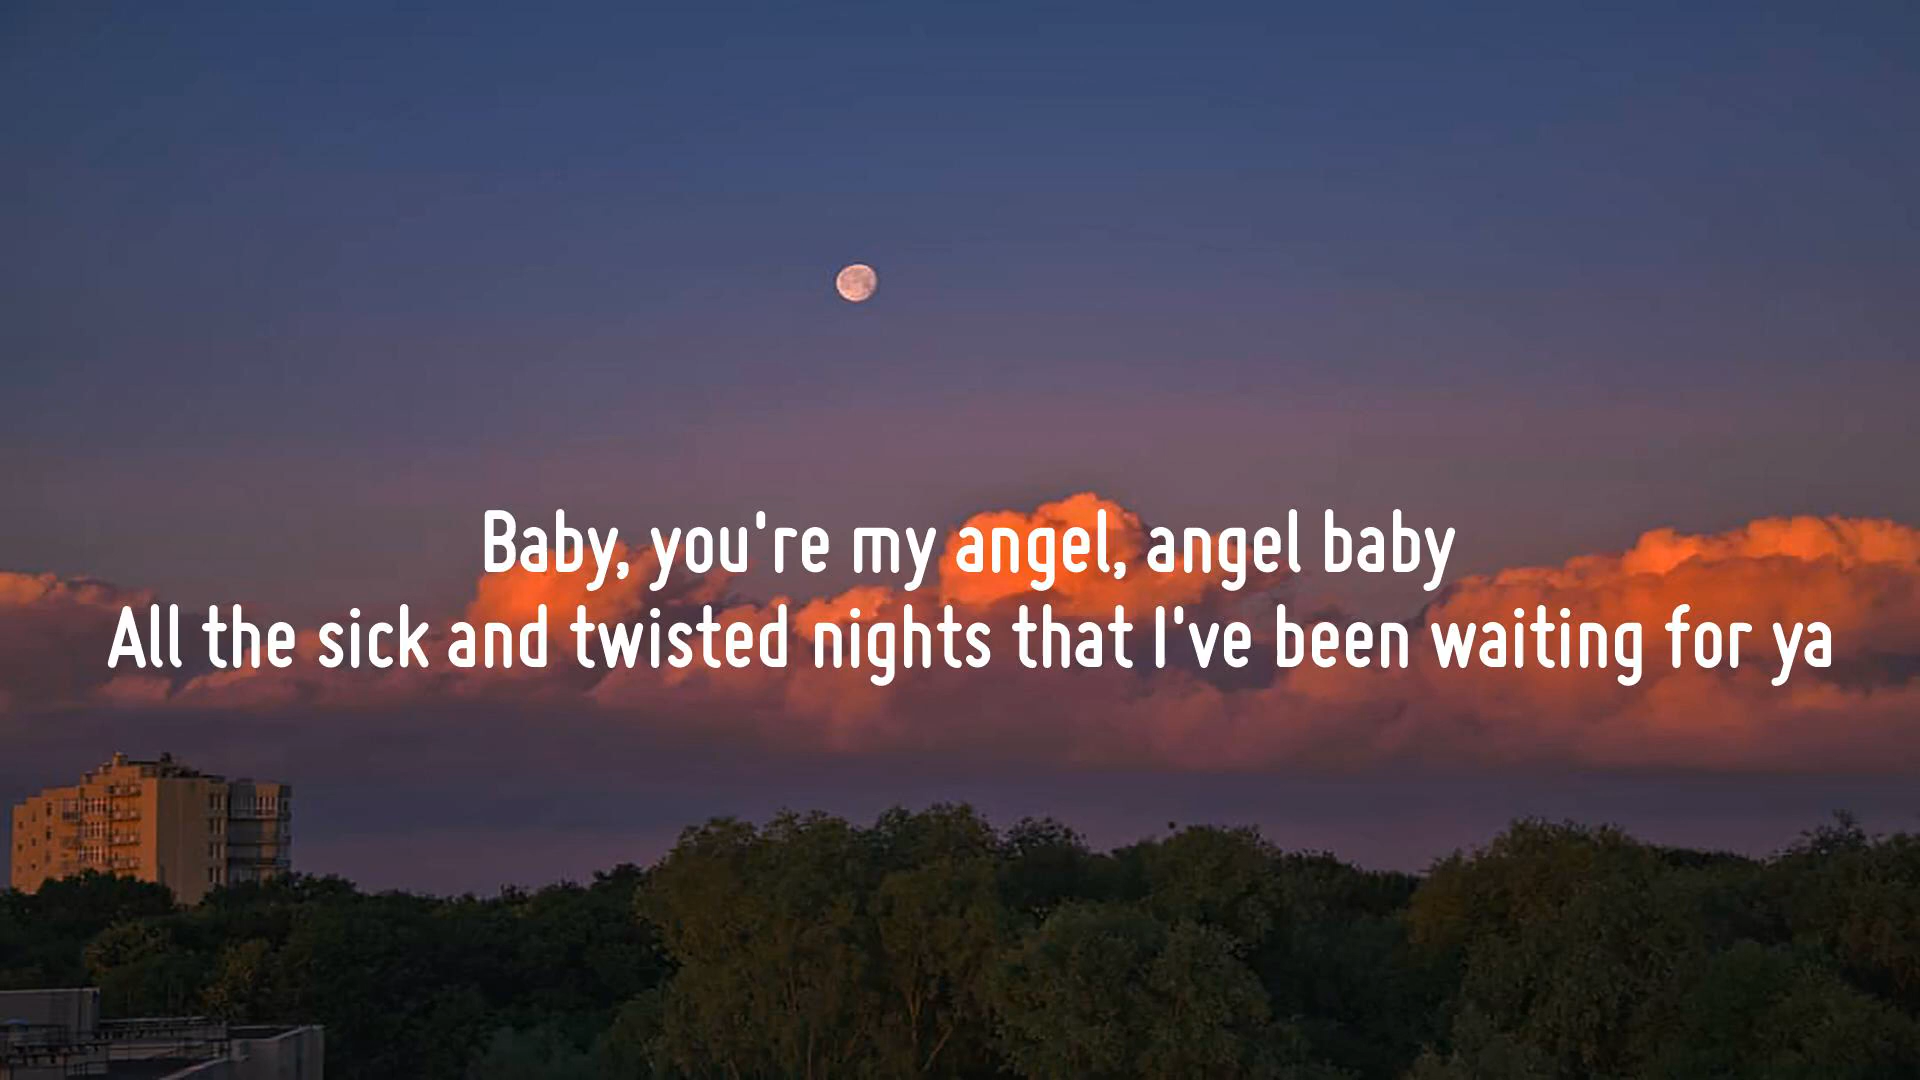 Baby, you're my angel, angel baby
All the sick and twisted nights that I've been waiting for ya